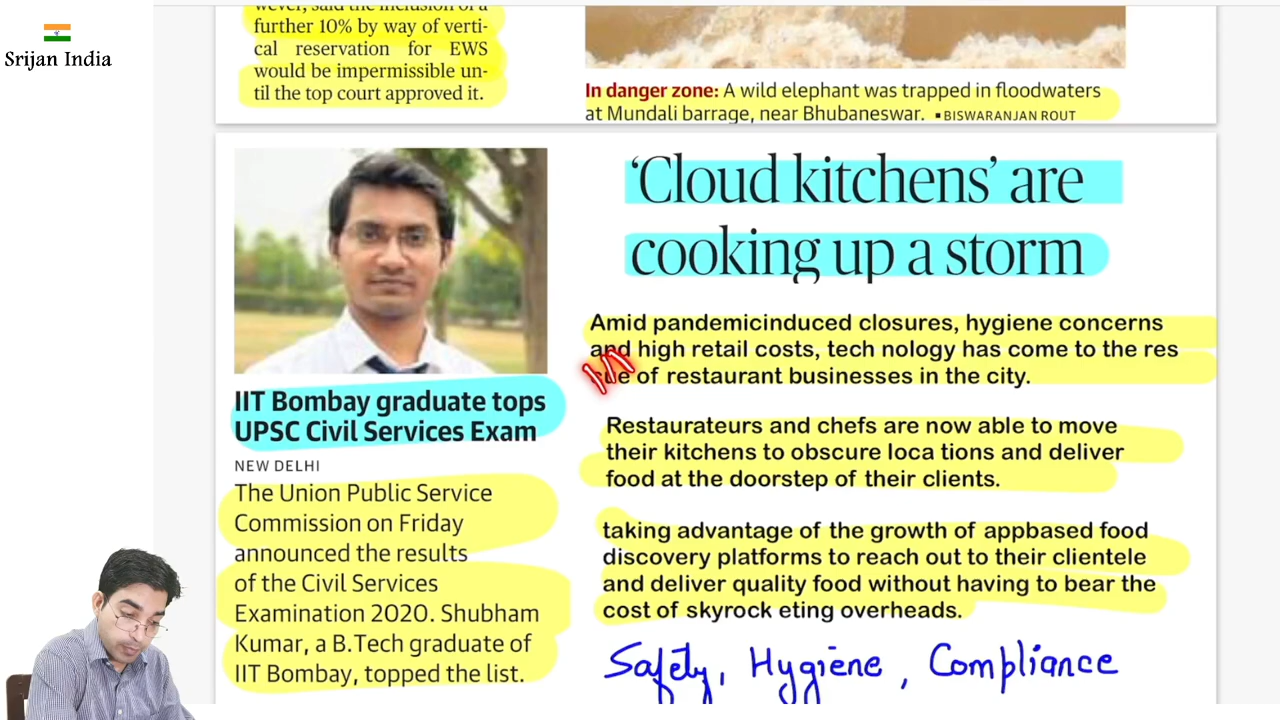 Srijan India
wever, said the inclusion of a
further 10% by way of verti-
cal reservation for EWS
would be impermissible un-
til the top court approved it.
In danger zone: A wild elephant was trapped in floodwaters
at Mundali barrage, near Bhubaneswar. ▪ BISWARANJAN ROUT
IIT Bombay graduate tops
UPSC Civil Services Exam
NEW DELHI
The Union Public Service
Commission on Friday
announced the results
of the Civil Services
Examination 2020. Shubham
Kumar, a B.Tech graduate of
IIT Bombay, topped the list.
‘Cloud kitchens’ are
cooking up a storm
Amid pandemicinduced closures, hygiene concerns
and high retail costs, tech nology has come to the res
cue of restaurant businesses in the city.
Restaurateurs and chefs are now able to move
their kitchens to obscure loca tions and deliver
food at the doorstep of their clients.
taking advantage of the growth of appbased food
discovery platforms to reach out to their clientele
and deliver quality food without having to bear the
cost of skyrock eting overheads.
Safety, Hygiene, Compliance